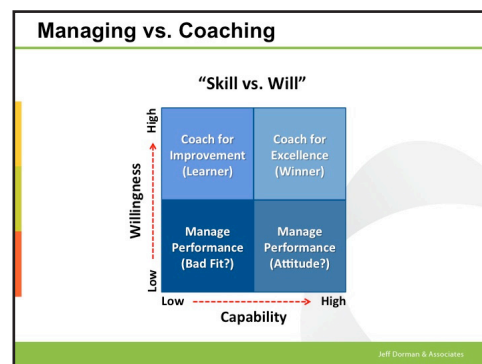 Managing vs. Coaching
“Skill vs. Will”
High
Willingness
Low
Coach for
Improvement
(Learner)
Coach for
Excellence
(Winner)
Manage
Performance
(Bad Fit?)
Manage
Performance
(Attitude?)
Low
High
Capability
Jeff Dorman & Associates